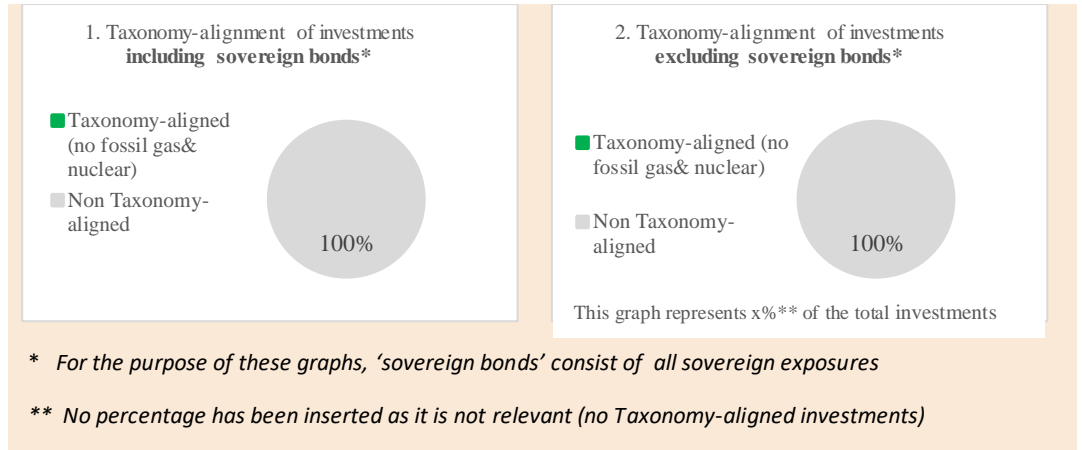 1. Taxonomy-alignment of investments
including sovereign bonds*
Taxonomy-aligned
(no fossil gas&
nuclear)
Non Taxonomy-
aligned
100%
2. Taxonomy-alignment of investments
excluding sovereign bonds*
Taxonomy-aligned (no
fossil gas& nuclear)
Non Taxonomy-
aligned
100%
This graph represents x%** of the total investments
* For the purpose of these graphs, ‘sovereign bonds’ consist of all sovereign exposures
** No percentage has been inserted as it is not relevant (no Taxonomy-aligned investments)